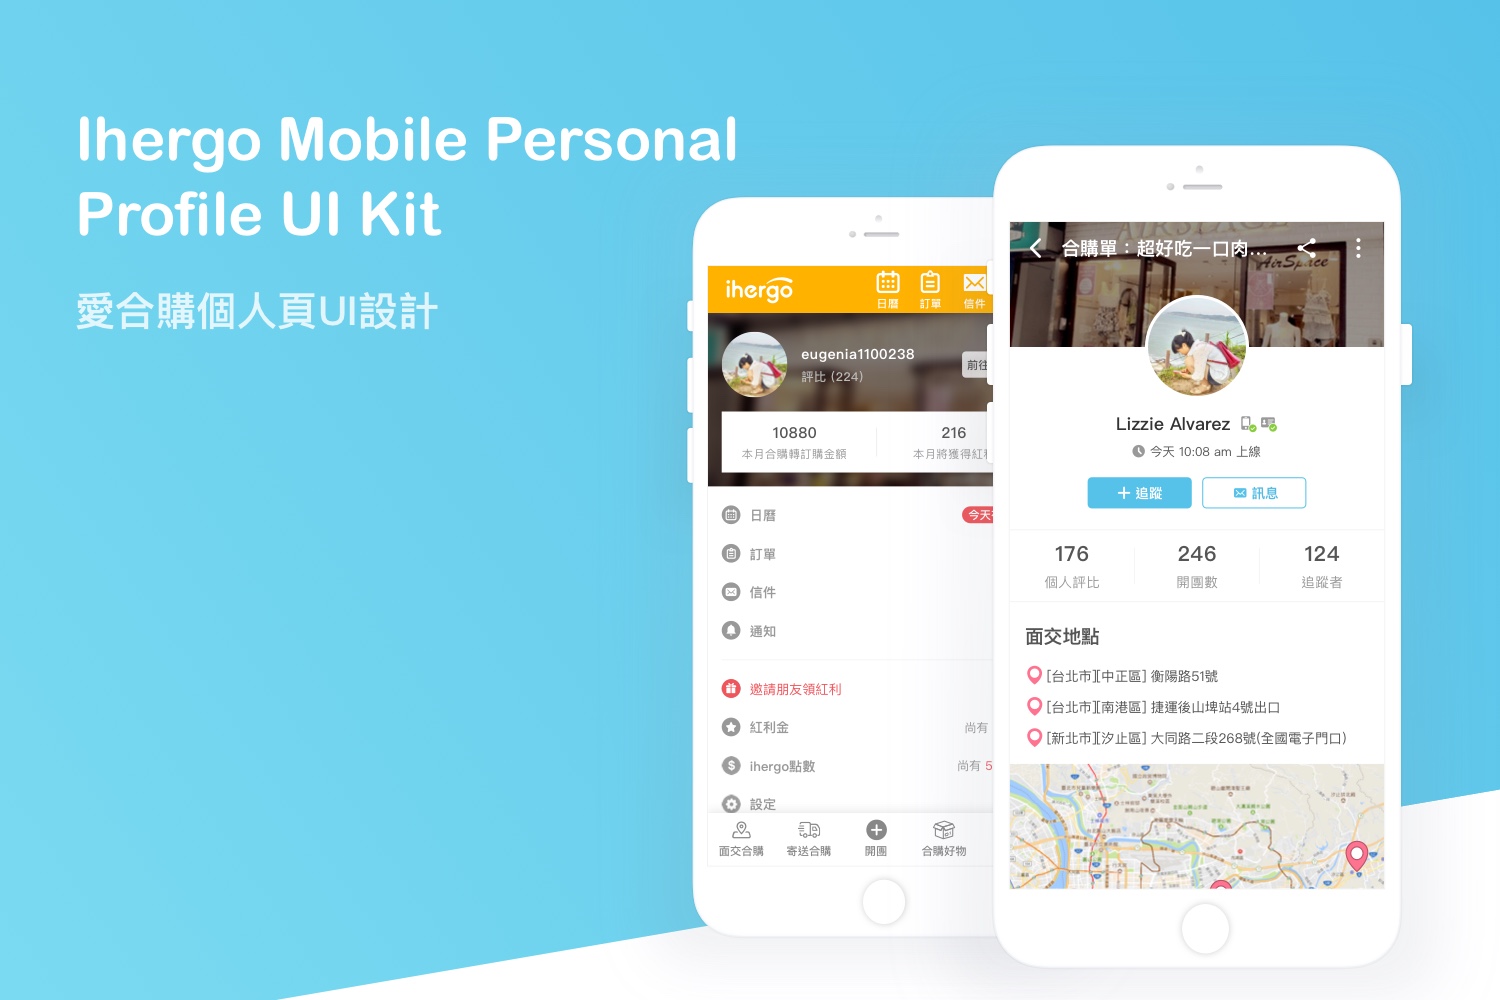 Ihergo Mobile Personal
Profile UI Kit
愛合購個人頁UI設計
ihergo
日曆
訂單
信件
eugenia1100238
評比 (224)
前往
10880
本月合購轉訂購金額
216
本月將獲得紅利
日曆
今天
訂單
信件
通知
邀請朋友領紅利
紅利金
尚有
ihergo點數
尚有 5
設定
面交合購
寄送合購
開團
合購好物
合購單：超好吃一口肉...
AIRSPACE
AirSpace
Lizzie Alvarez
今天 10:08 am 上線
追蹤
訊息
176
個人評比
246
開團數
124
追蹤者
面交地點
[台北市][中正區] 衡陽路51號
[台北市][南港區] 捷運後山埤站4號出口
[新北市][汐止區] 大同路二段268號(全國電子門口)